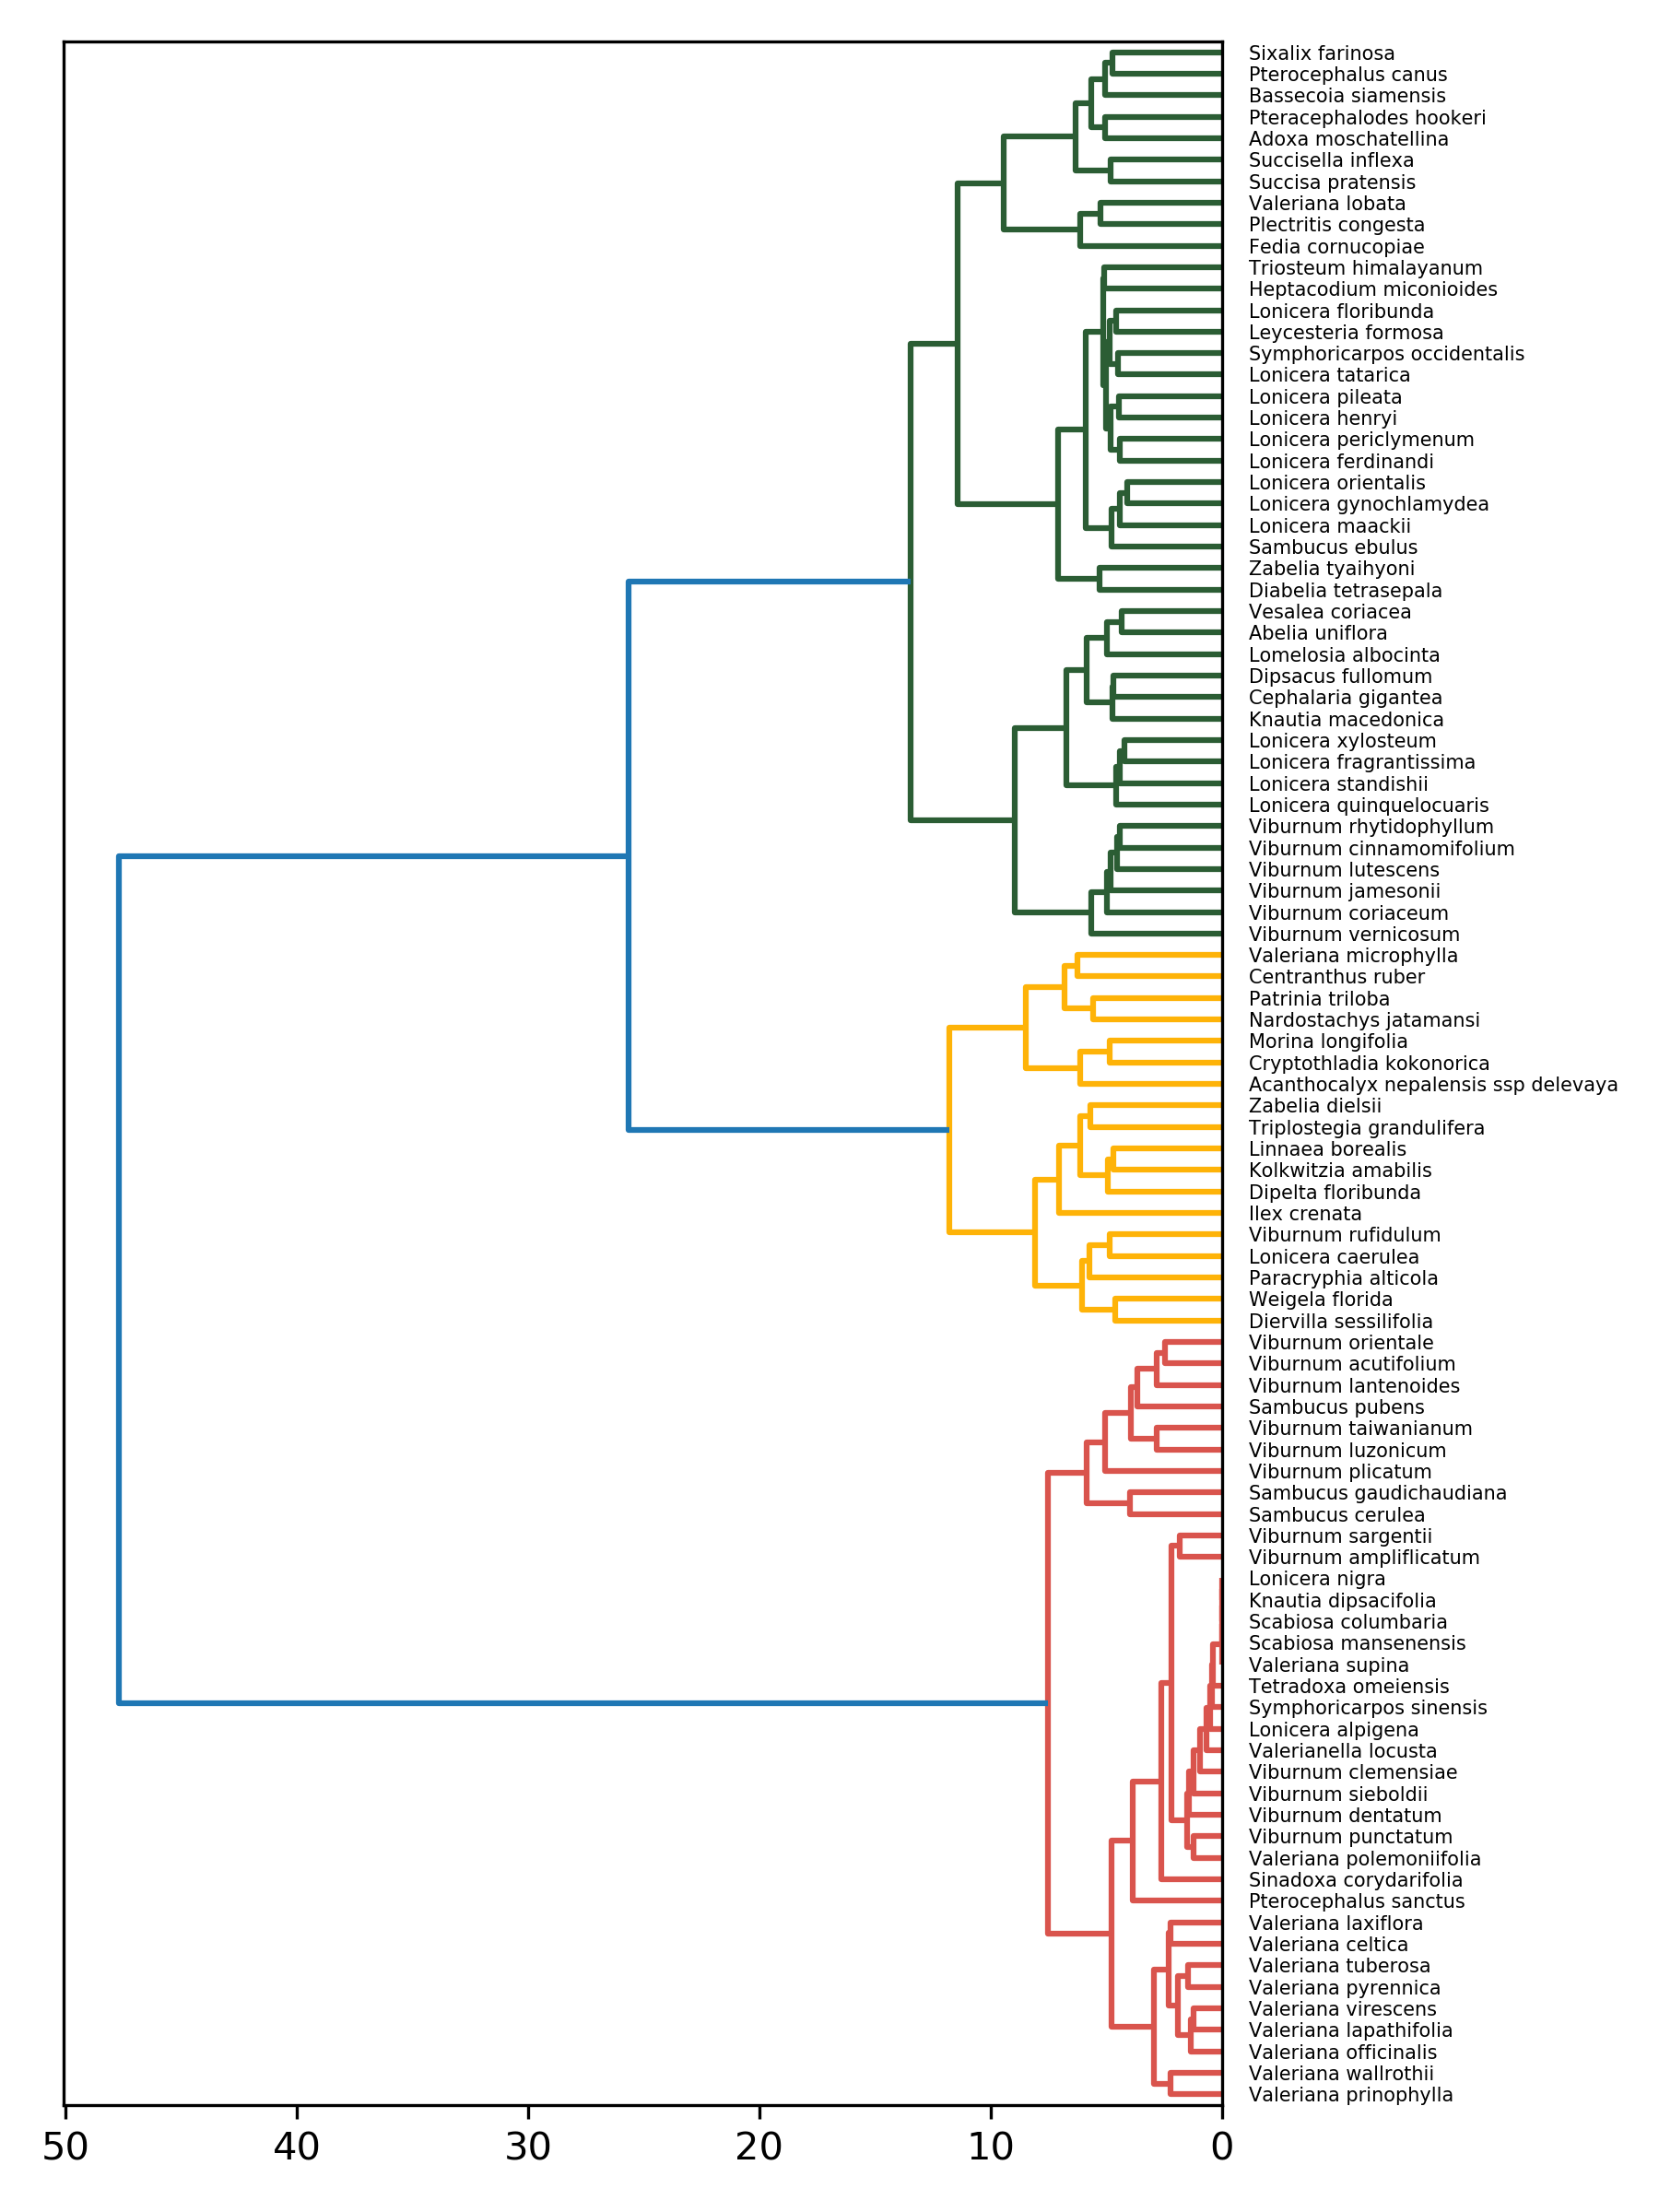 Sixalix farinosa
Pterocephalus canus
Bassecoia siamensis
Pteracephalodes hookeri
Adoxa moschatellina
Succisella inflexa
Succisa pratensis
Valeriana lobata
Plectritis congesta
Fedia cornucopiae
Triosteum himalayanum
Heptacodium miconioides
Lonicera floribunda
Leycesteria formosa
Symphoricarpos occidentalis
Lonicera tatarica
Lonicera pileata
Lonicera henryi
Lonicera periclymenum
Lonicera ferdinandi
Lonicera orientalis
Lonicera gynochlamydea
Lonicera maackii
Sambucus ebulus
Zabelia tyaihyoni
Diabelia tetrasepala
Vesalea coriacea
Abelia uniflora
Lomelosia albocinta
Dipsacus fullomum
Cephalaria gigantea
Knautia macedonica
Lonicera xylosteum
Lonicera fragrantissima
Lonicera standishii
Lonicera quinquelocuaris
Viburnum rhytidophyllum
Viburnum cinnamomifolium
Viburnum lutescens
Viburnum jamesonii
Viburnum coriaceum
Viburnum vernicosum
Valeriana microphylla
Centranthus ruber
Patrinia triloba
Nardostachys jatamansi
Morina longifolia
Cryptothladia kokonorica
Acanthocalyx nepalensis ssp delevaya
Zabelia dielsii
Triplostegia grandulifera
Linnaea borealis
Kolkwitzia amabilis
Dipelta floribunda
Ilex crenata
Viburnum rufidulum
Lonicera caerulea
Paracryphia alticola
Weigela florida
Diervilla sessilifolia
Viburnum orientale
Viburnum acutifolium
Viburnum lantenoides
Sambucus pubens
Viburnum taiwanianum
Viburnum luzonicum
Viburnum plicatum
Sambucus gaudichaudiana
Sambucus cerulea
Viburnum sargentii
Viburnum ampliflicatum
Lonicera nigra
Knautia dipsacifolia
Scabiosa columbaria
Scabiosa mansenensis
Valeriana supina
Tetradoxa omeiensis
Symphoricarpos sinensis
Lonicera alpigena
Valerianella locusta
Viburnum clemensiae
Viburnum sieboldii
Viburnum dentatum
Viburnum punctatum
Valeriana polemoniifolia
Sinadoxa corydarifolia
Pterocephalus sanctus
Valeriana laxiflora
Valeriana celtica
Valeriana tuberosa
Valeriana pyrennica
Valeriana virescens
Valeriana lapathifolia
Valeriana officinalis
Valeriana wallrothii
Valeriana prinophylla
50 40 30 20 10 0